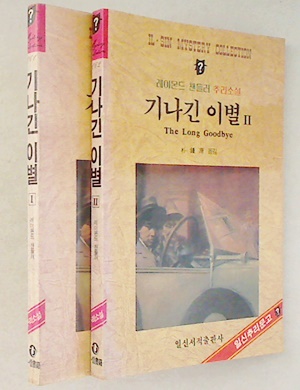 기나긴 이별
I
기나긴 이별
II
IL-SIN MYSTERY COLLECTION
?
레이몬드 챈들러 추리소설
기나긴 이별 II
The Long Goodbye
일신서적출판사
일신추리문고